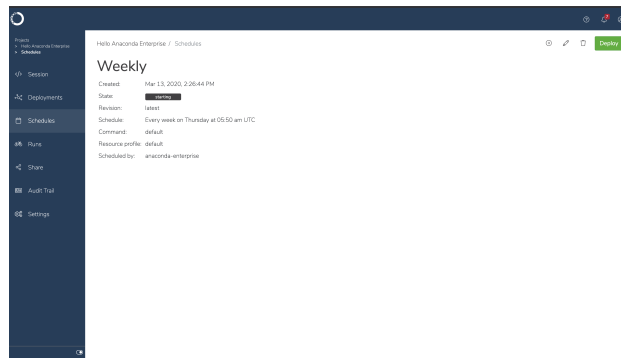 Projects
> Hello Anaconda Enterprise
> Schedules
Session
Deployments
Schedules
Runs
Share
Audit Trail
Settings
Hello Anaconda Enterprise / Schedules
Deploy
Weekly
Created: Mar 13, 2020, 2:26:44 PM
State: starting
Revision: latest
Schedule: Every week on Thursday at 05:50 am UTC
Command: default
Resource profile: default
Scheduled by: anaconda-enterprise